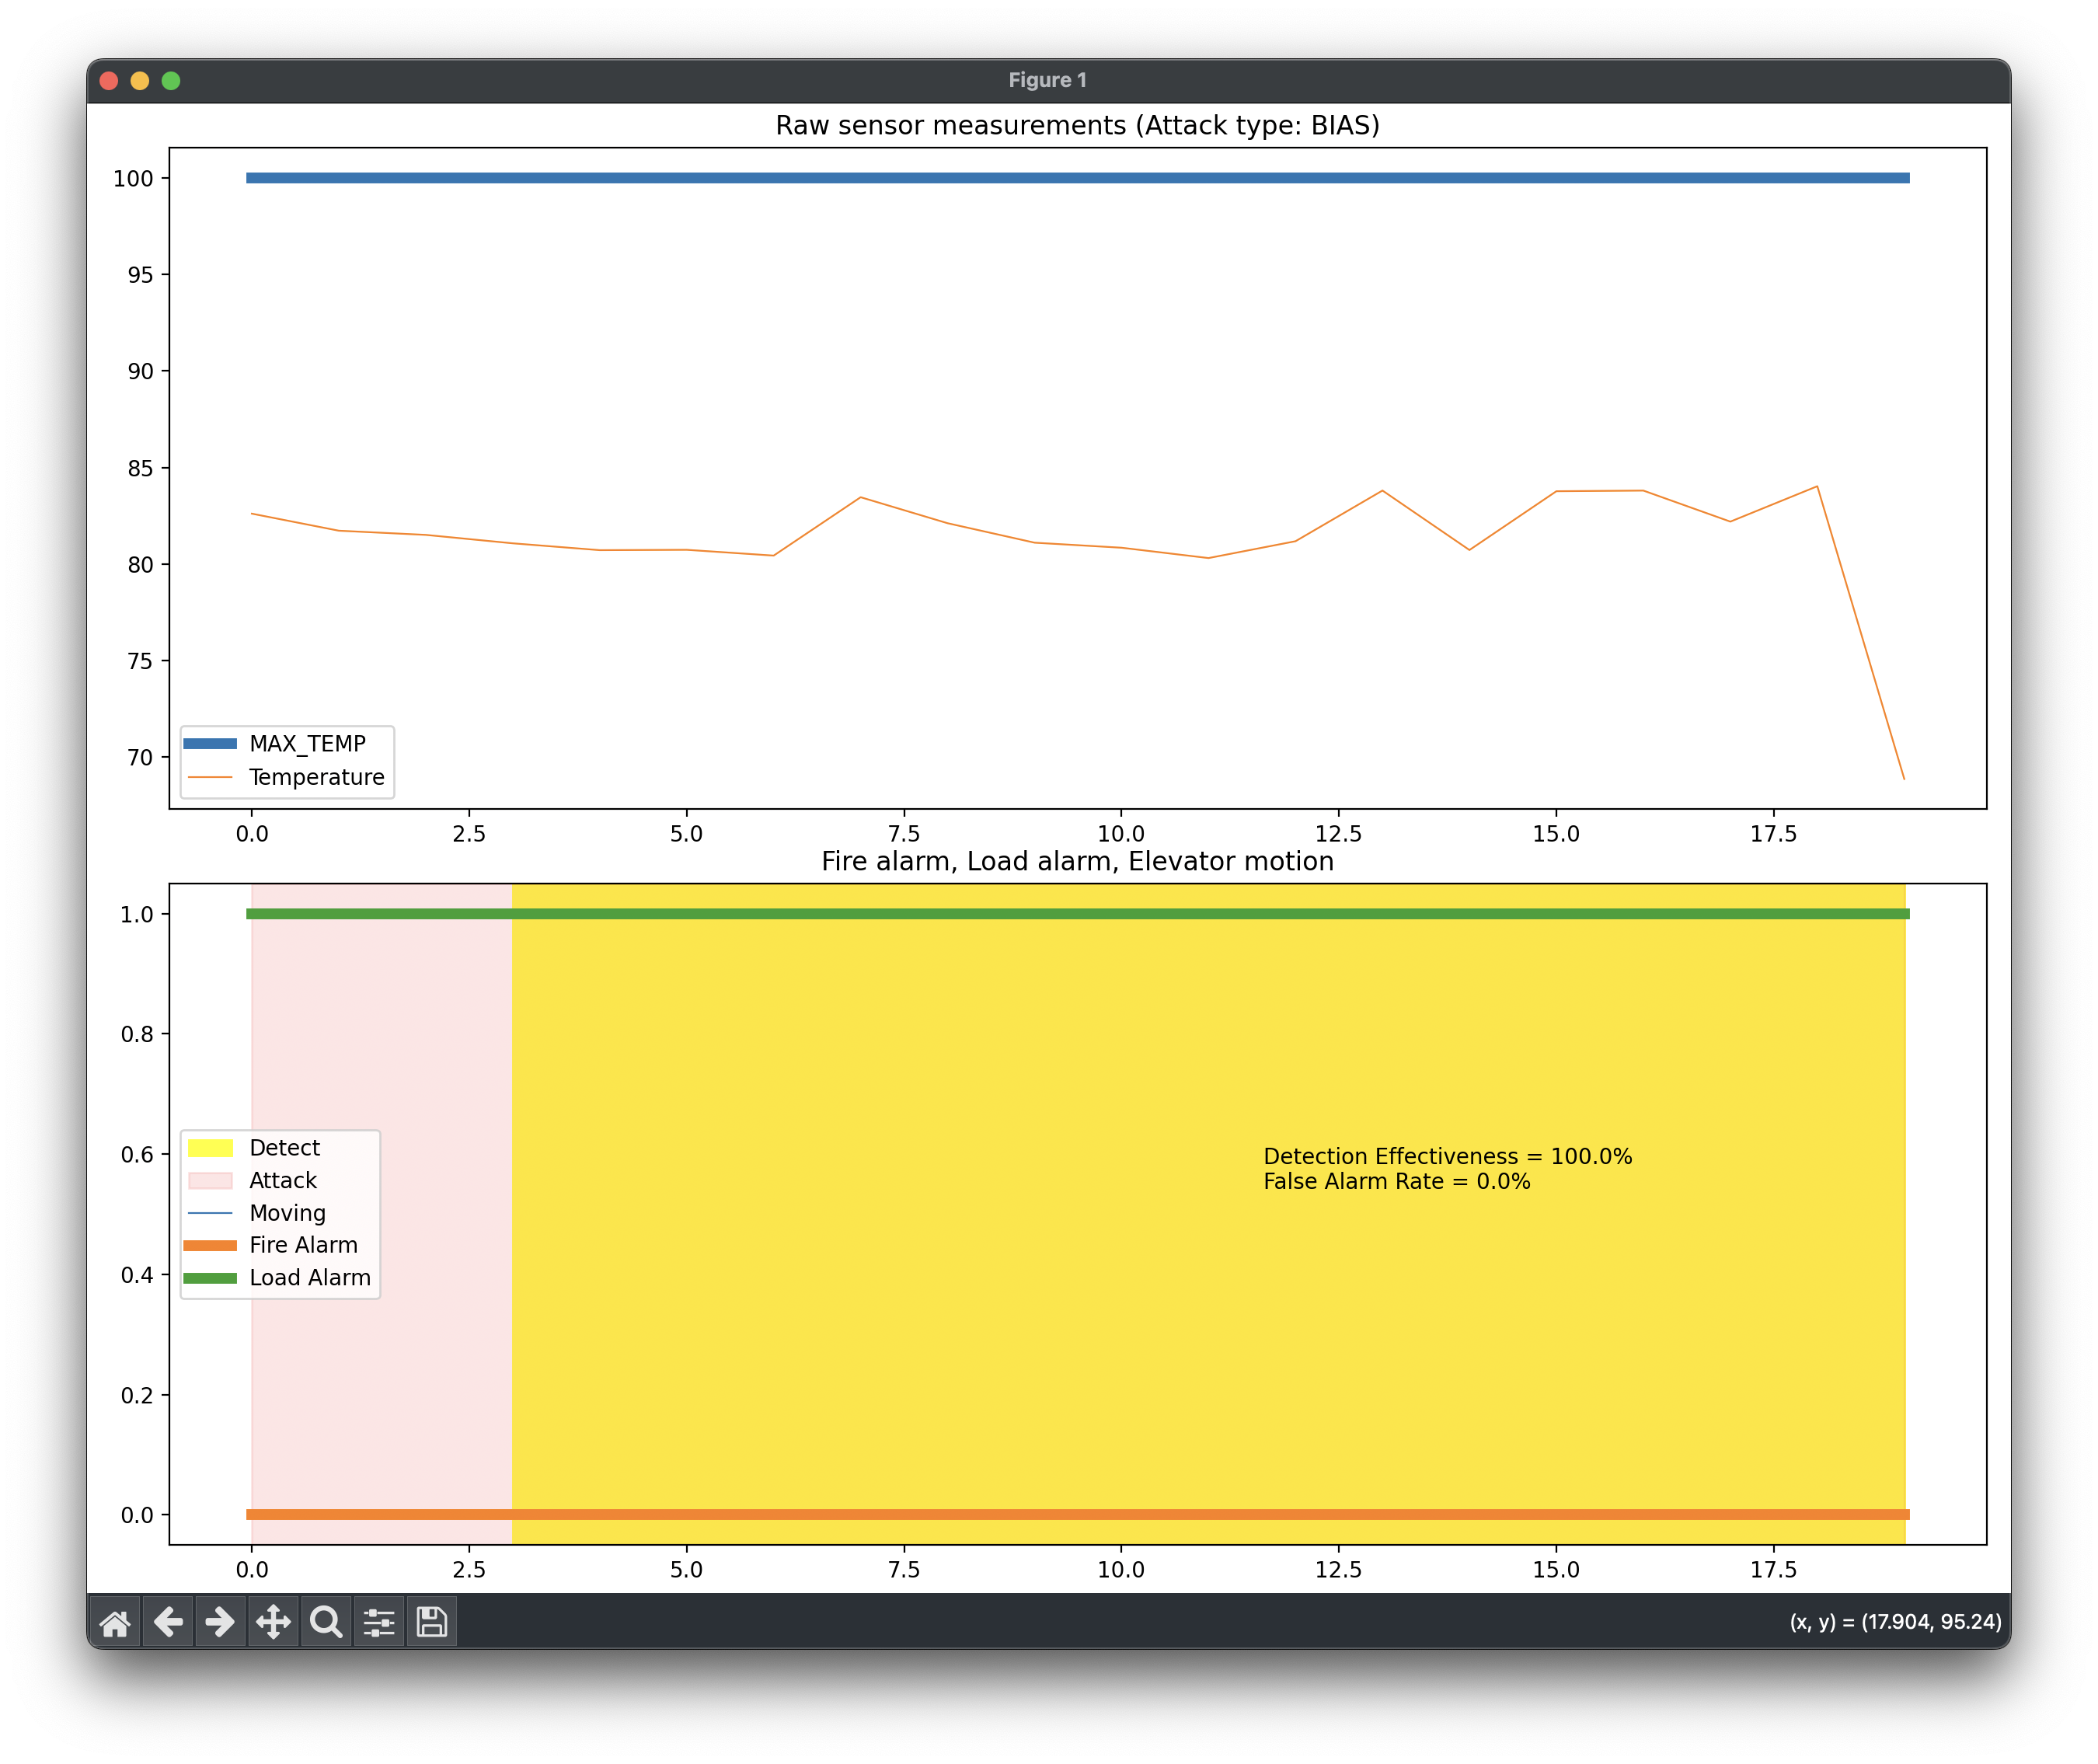 Figure 1
Raw sensor measurements (Attack type: BIAS)
100
95
90
85
80
75
70
MAX_TEMP
Temperature
0.0 2.5 5.0 7.5 10.0 12.5 15.0 17.5
Fire alarm, Load alarm, Elevator motion
1.0
0.8
0.6
0.4
0.2
0.0
Detect
Attack
Moving
Fire Alarm
Load Alarm
Detection Effectiveness = 100.0%
False Alarm Rate = 0.0%
0.0 2.5 5.0 7.5 10.0 12.5 15.0 17.5
(x, y) = (17.904, 95.24)